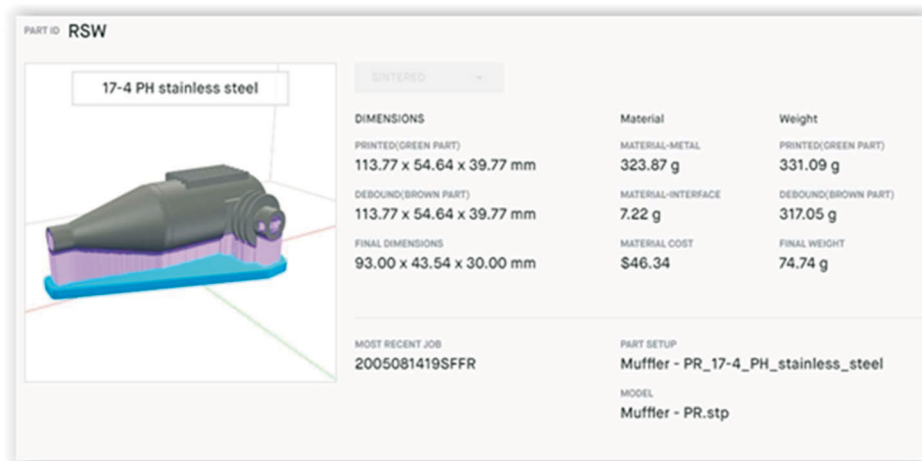 PART ID RSW
17-4 PH stainless steel
SINTERED
DIMENSIONS
Material
Weight
PRINTED(GREEN PART)
113.77 x 54.64 x 39.77 mm
MATERIAL-METAL
323.87 g
PRINTED(GREEN PART)
331.09 g
DEBOUND(BROWN PART)
113.77 x 54.64 x 39.77 mm
MATERIAL-INTERFACE
7.22 g
DEBOUND(BROWN PART)
317.05 g
FINAL DIMENSIONS
93.00 x 43.54 x 30.00 mm
MATERIAL COST
$46.34
FINAL WEIGHT
74.74 g
MOST RECENT JOB
2005081419SFFR
PART SETUP
Muffler - PR_17-4_PH_stainless_steel
MODEL
Muffler - PR.stp